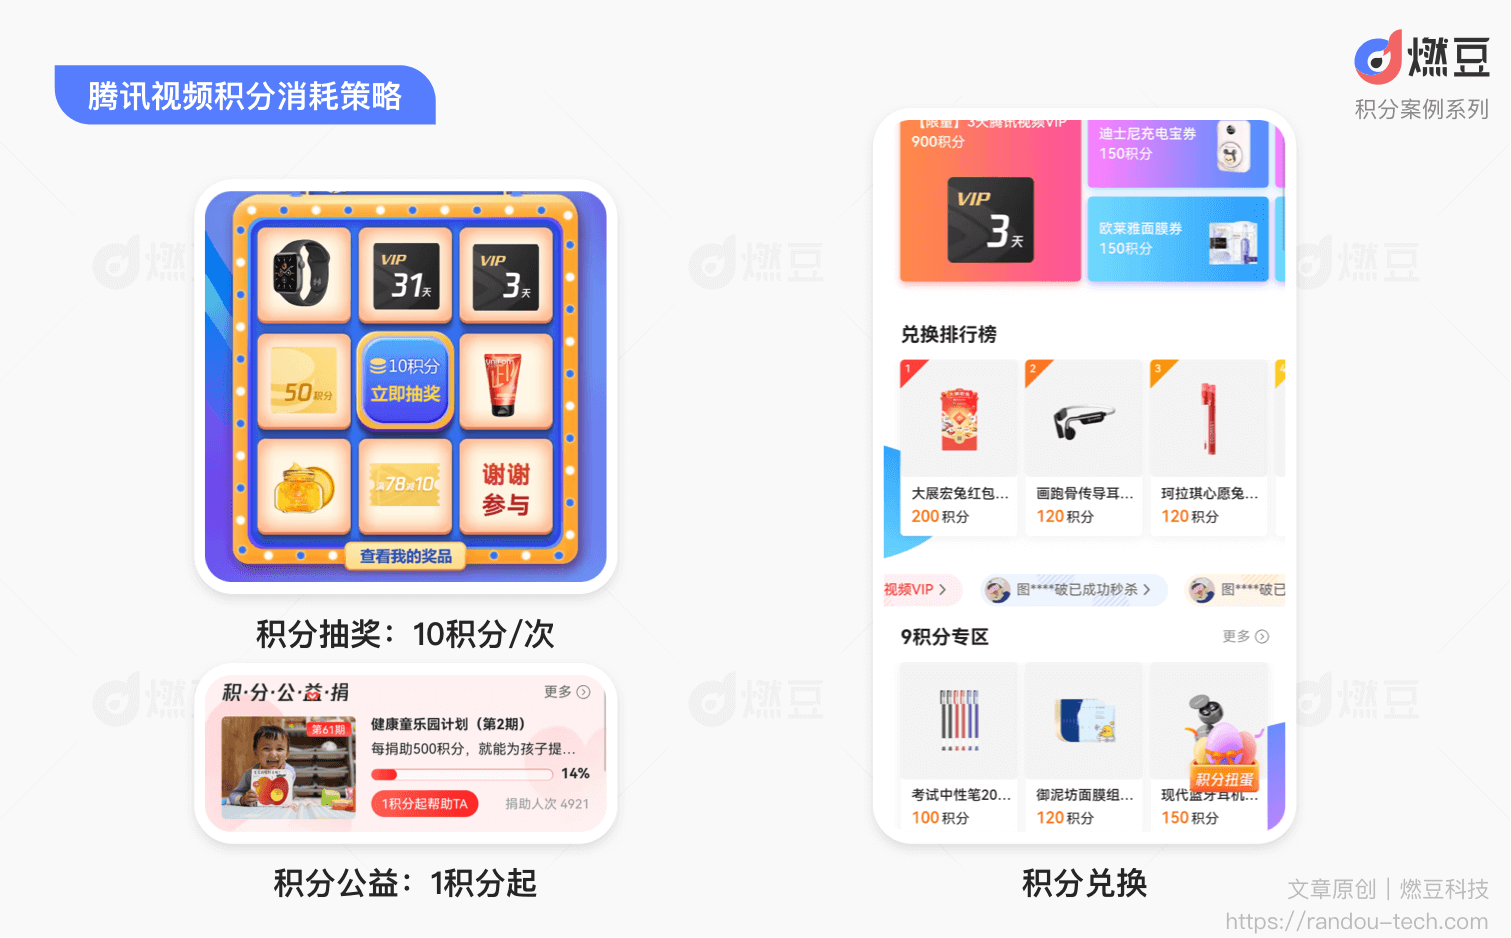 腾讯视频积分消耗策略
燃豆
积分案例系列
VIP
31天
VIP
3天
50积分
10积分
立即抽奖
满78减10
谢谢
参与
查看我的奖品
积分抽奖：10积分/次
积·分·公·益·捐
更多
第61期
健康童乐园计划（第2期）
每捐助500积分，就能为孩子提...
14%
1积分起帮助TA
捐助人次 4921
积分公益：1积分起
【限量】3天腾讯视频VIP
900积分
VIP
3天
迪士尼充电宝券
150积分
欧莱雅面膜券
150积分
兑换排行榜
1
2
3
4
大展宏兔红包...
200积分
画跑骨传导耳...
120积分
珂拉琪心愿兔...
120积分
视频VIP
图****破已成功秒杀
图****破已
9积分专区
更多
考试中性笔20...
100积分
御泥坊面膜组...
120积分
积分扭蛋
现代蓝牙耳机...
150积分
积分兑换
文章原创｜燃豆科技
https://randou-tech.com
燃豆
燃豆
燃豆
燃豆